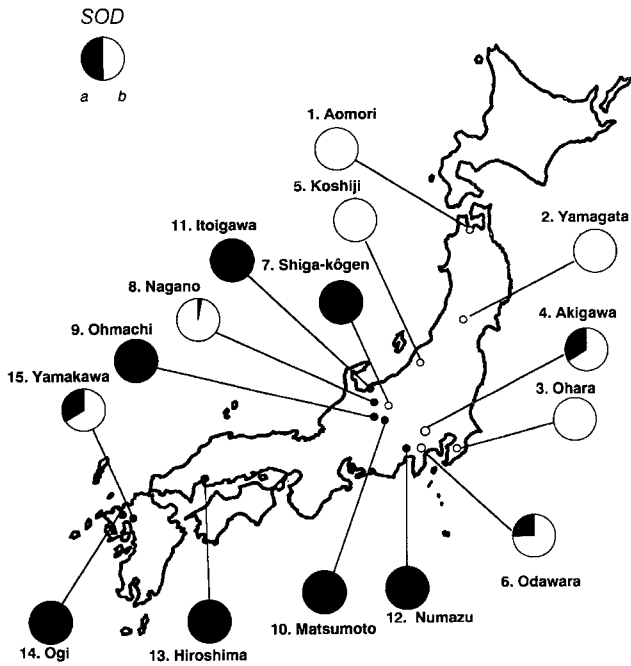 SOD
a b
1. Aomori
5. Koshiji
11. Itoigawa
2. Yamagata
7. Shiga-kôgen
8. Nagano
4. Akigawa
9. Ohmachi
15. Yamakawa
3. Ohara
6. Odawara
10. Matsumoto
12. Numazu
14. Ogi
13. Hiroshima